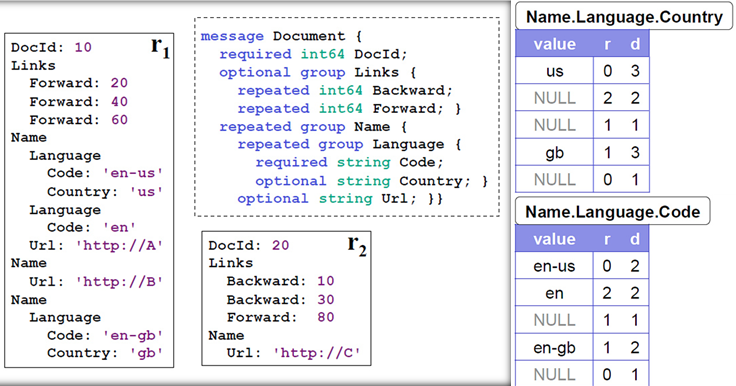 DocId: 10
r1
Links
Forward: 20
Forward: 40
Forward: 60
Name
Language
Code: 'en-us'
Country: 'us'
Language
Code: 'en'
Url: 'http://A'
Name
Url: 'http://B'
Name
Language
Code: 'en-gb'
Country: 'gb'
message Document {
required int64 DocId;
optional group Links {
repeated int64 Backward;
repeated int64 Forward; }
repeated group Name {
repeated group Language {
required string Code;
optional string Country; }
optional string Url; }}
DocId: 20
r2
Links
Backward: 10
Backward: 30
Forward: 80
Name
Url: 'http://C'
Name.Language.Country
value r d
us 0 3
NULL 2 2
NULL 1 1
gb 1 3
NULL 0 1
Name.Language.Code
value r d
en-us 0 2
en 2 2
NULL 1 1
en-gb 1 2
NULL 0 1